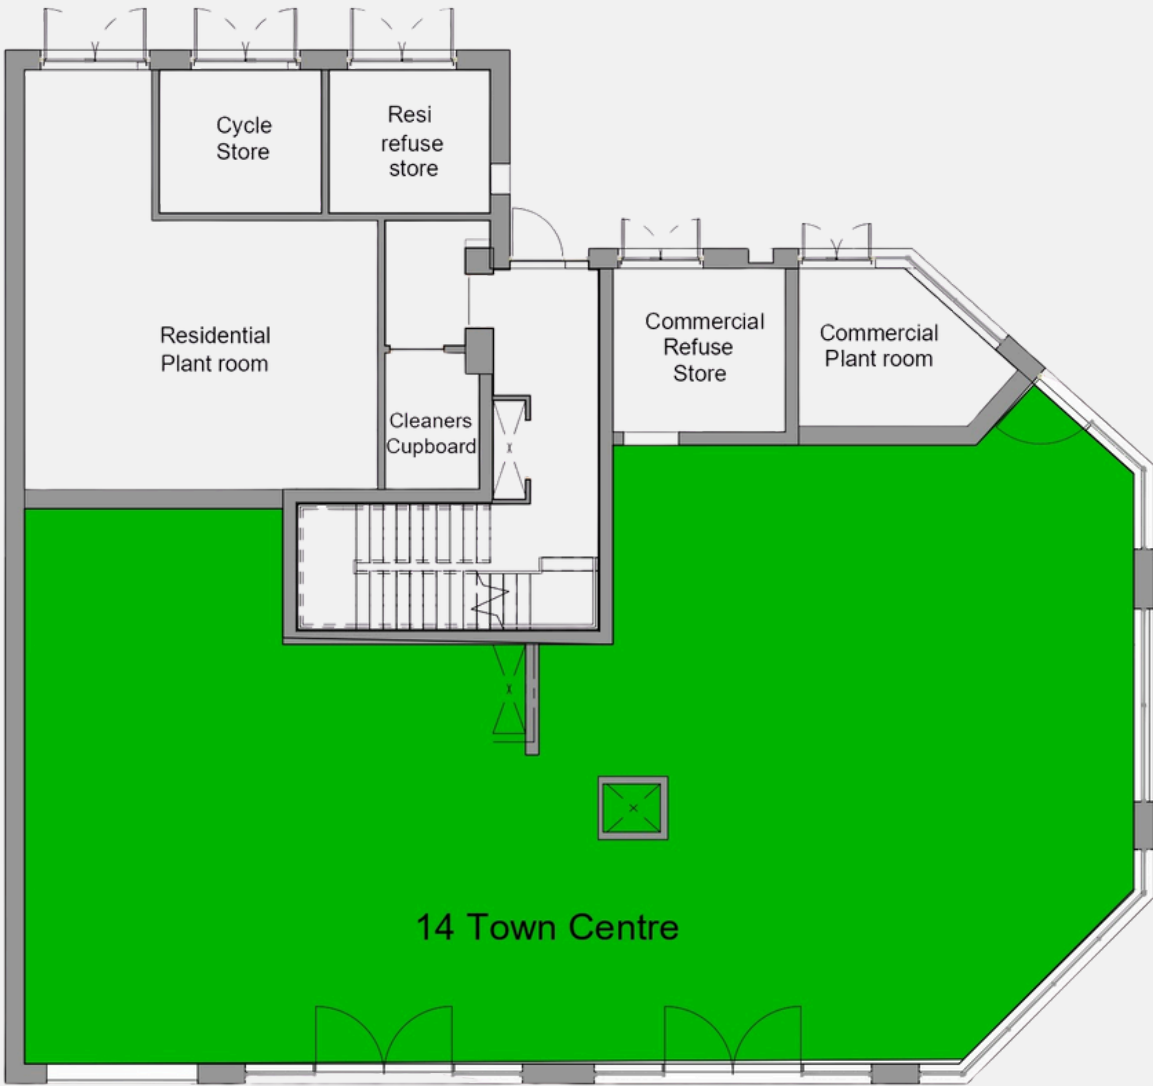 Cycle
Store
Resi
refuse
store
Residential
Plant room
Commercial
Refuse
Store
Commercial
Plant room
Cleaners
Cupboard
14 Town Centre